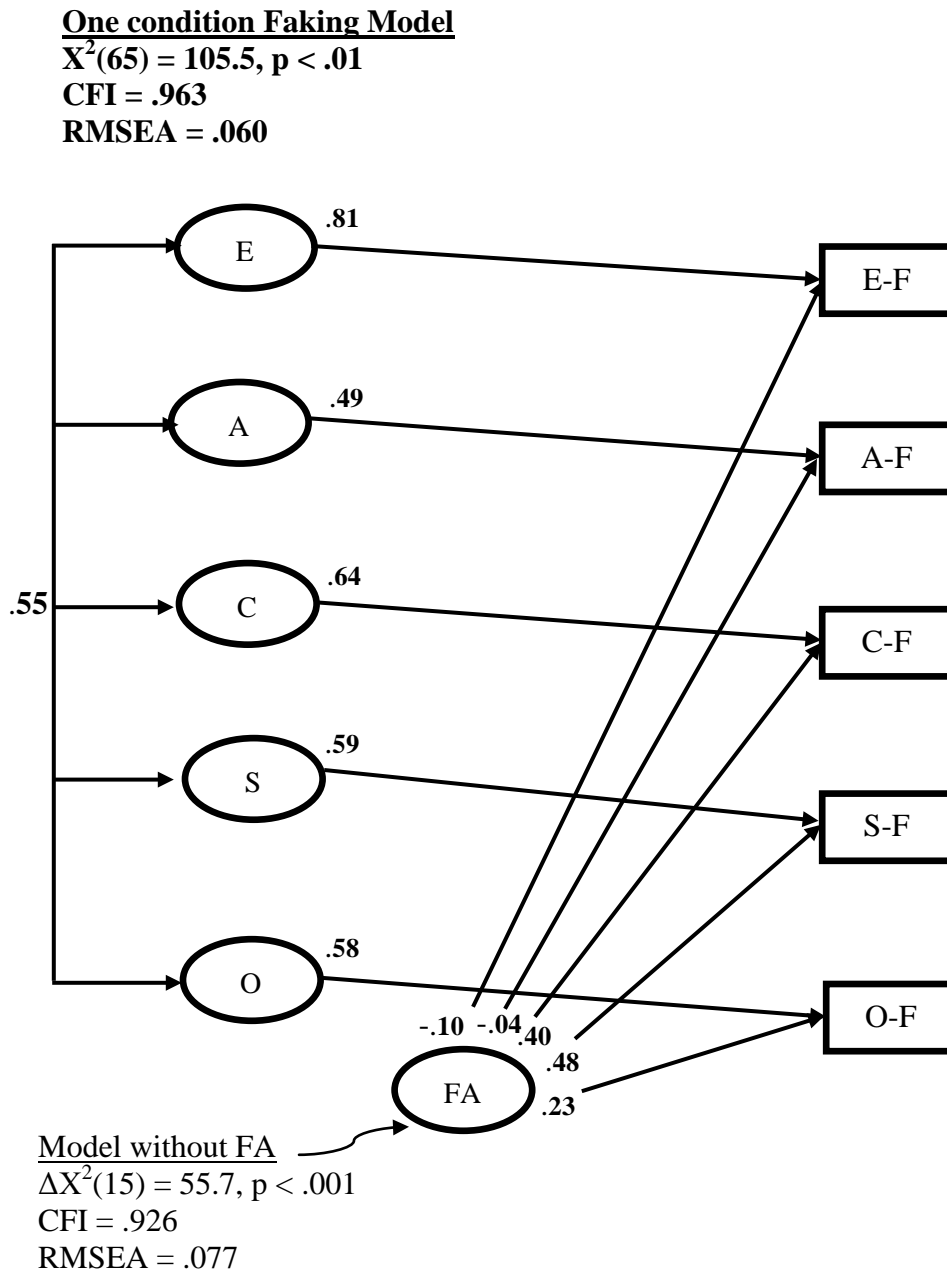 One condition Faking Model
X²(65) = 105.5, p < .01
CFI = .963
RMSEA = .060
.81
E
E-F
.49
A
A-F
.64
C
C-F
.55
.59
S
S-F
.58
O
O-F
-.10 -.04 .40
.48
FA
.23
Model without FA
ΔX²(15) = 55.7, p < .001
CFI = .926
RMSEA = .077